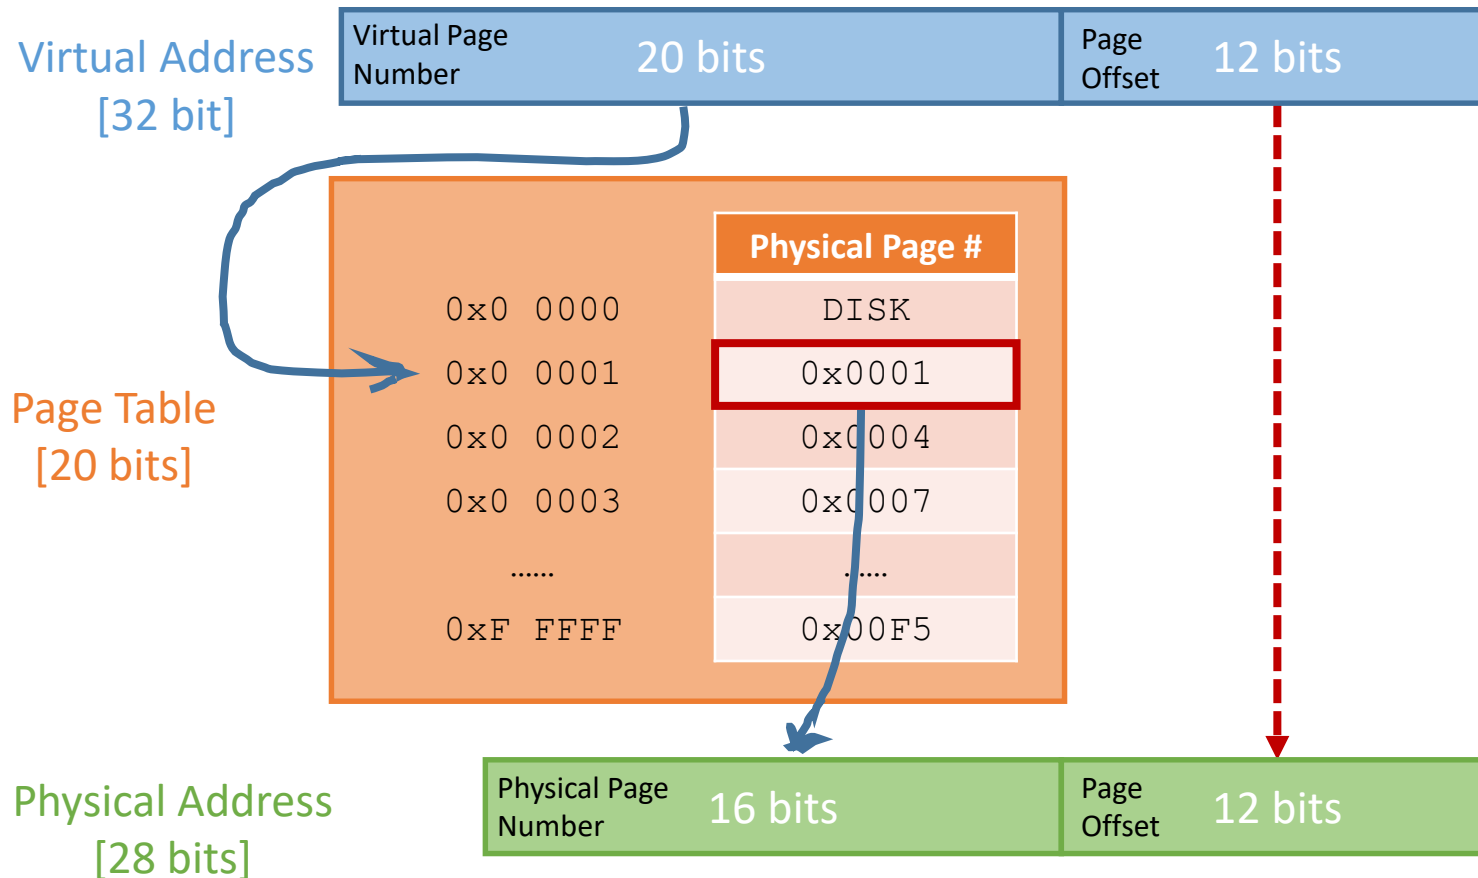 Virtual Address
[32 bit]
Virtual Page
Number
20 bits
Page
Offset
12 bits
Page Table
[20 bits]
Physical Page #
0x0 0000 DISK
0x0 0001 0x0001
0x0 0002 0x0004
0x0 0003 0x0007
...... ......
0xF FFFF 0x00F5
Physical Address
[28 bits]
Physical Page
Number
16 bits
Page
Offset
12 bits